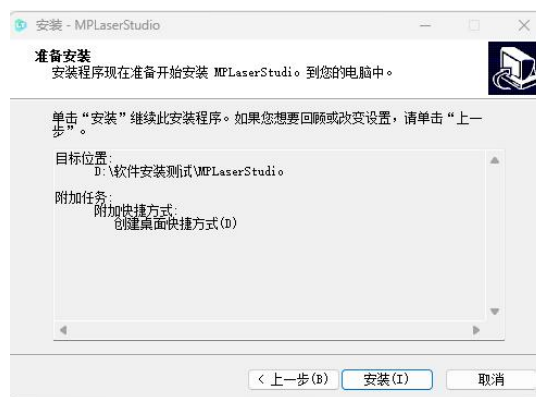 安装 - MPLaserStudio
准备安装
安装程序现在准备开始安装 MPLaserStudio 到您的电脑中。
单击“安装”继续此安装程序。如果您想要回顾或改变设置，请单击“上一
步”。
目标位置:
D:\软件安装测试\MPLaserStudio
附加任务:
附加快捷方式:
创建桌面快捷方式(D)
< 上一步(B)
安装(I)
取消